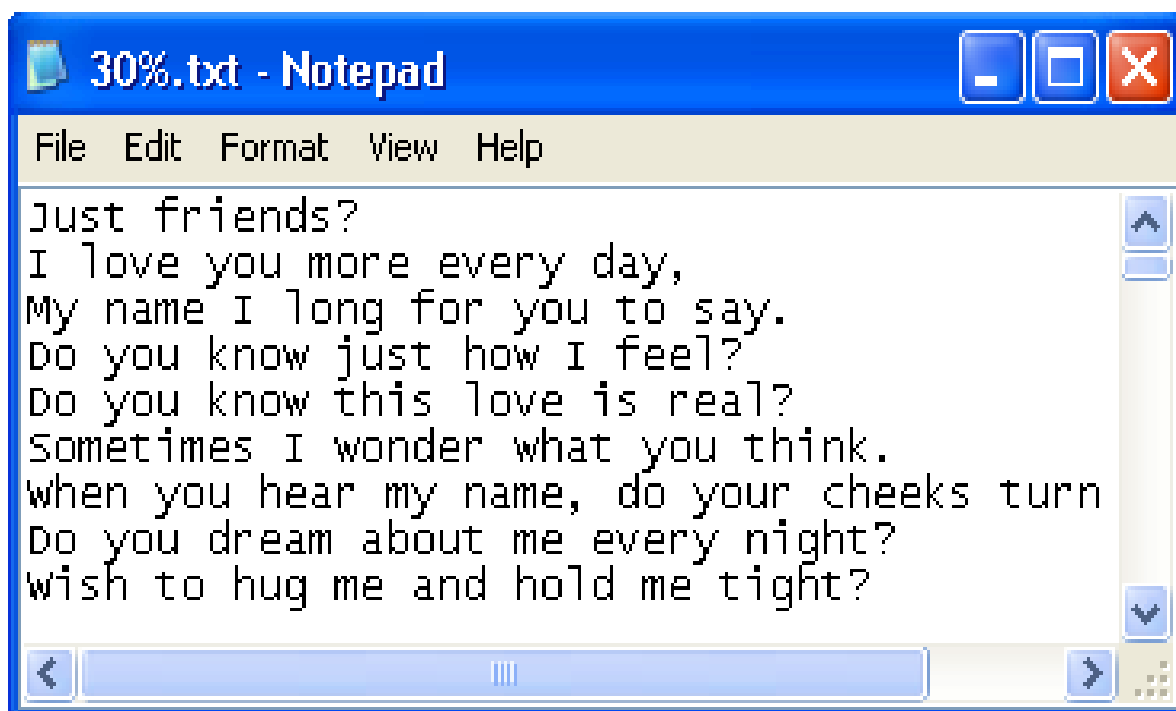 30%.txt - Notepad
File Edit Format View Help
Just friends?
I love you more every day,
My name I long for you to say.
Do you know just how I feel?
Do you know this love is real?
Sometimes I wonder what you think.
When you hear my name, do your cheeks turn
Do you dream about me every night?
Wish to hug me and hold me tight?